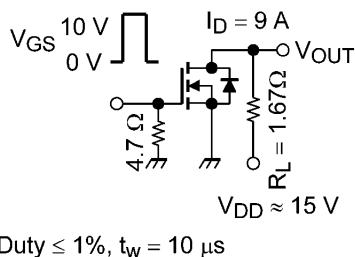 I_D = 9 A
V_GS
10 V
0 V
V_OUT
4.7 Ω
R_L = 1.67Ω
V_DD ≈ 15 V
Duty ≤ 1%, t_w = 10 μs